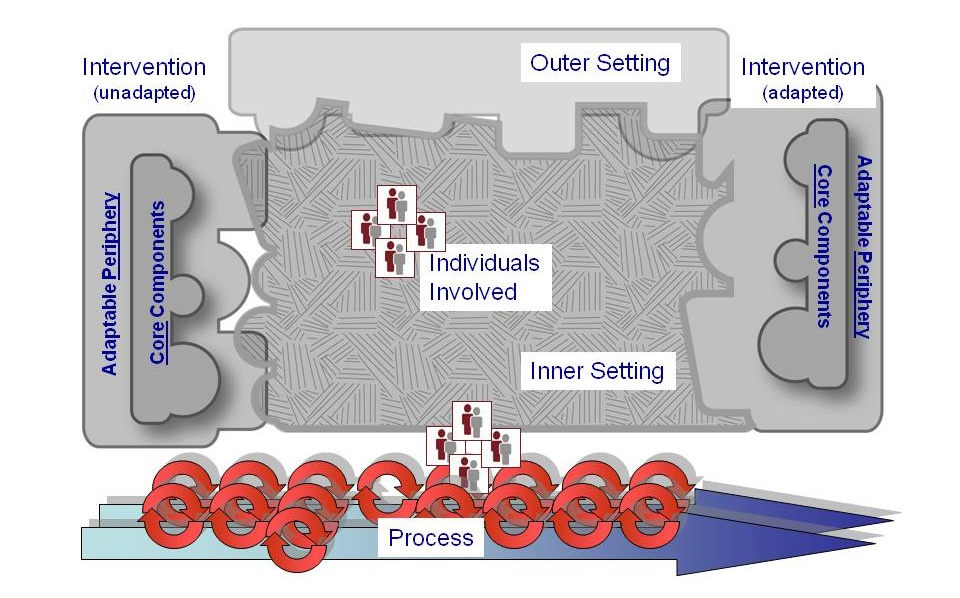 Outer Setting
Intervention
(unadapted)
Intervention
(adapted)
Adaptable Periphery
Core Components
Individuals
Involved
Inner Setting
Core Components
Adaptable Periphery
Process